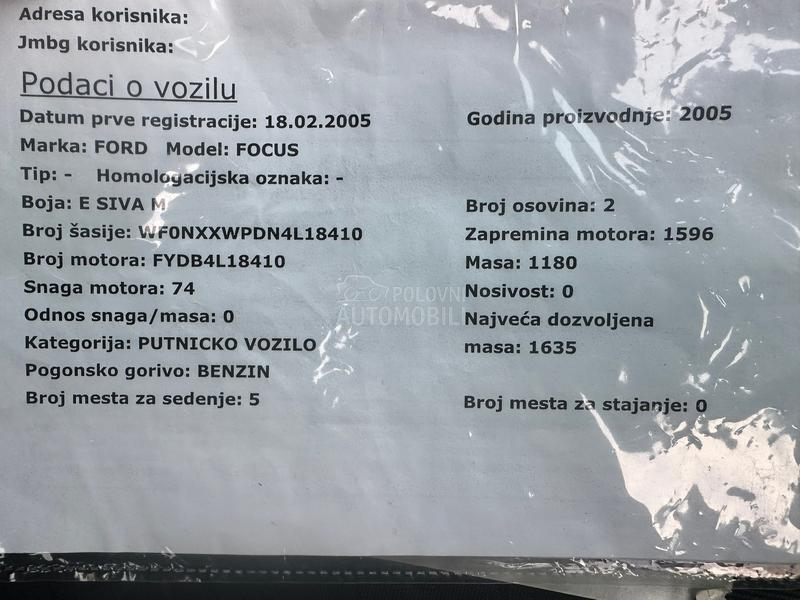 Adresa korisnika:
Jmbg korisnika:
Podaci o vozilu
Datum prve registracije: 18.02.2005
Godina proizvodnje: 2005
Marka: FORD Model: FOCUS
Tip: - Homologacijska oznaka: -
Boja: E SIVA M
Broj osovina: 2
Broj šasije: WF0NXXWPDN4L18410
Zapremina motora: 1596
Broj motora: FYDB4L18410
Masa: 1180
Snaga motora: 74
Nosivost: 0
Odnos snaga/masa: 0
Najveća dozvoljena
Kategorija: PUTNICKO VOZILO
masa: 1635
Pogonsko gorivo: BENZIN
Broj mesta za sedenje: 5
Broj mesta za stajanje: 0
POLOVNI
AUTOMOBILI